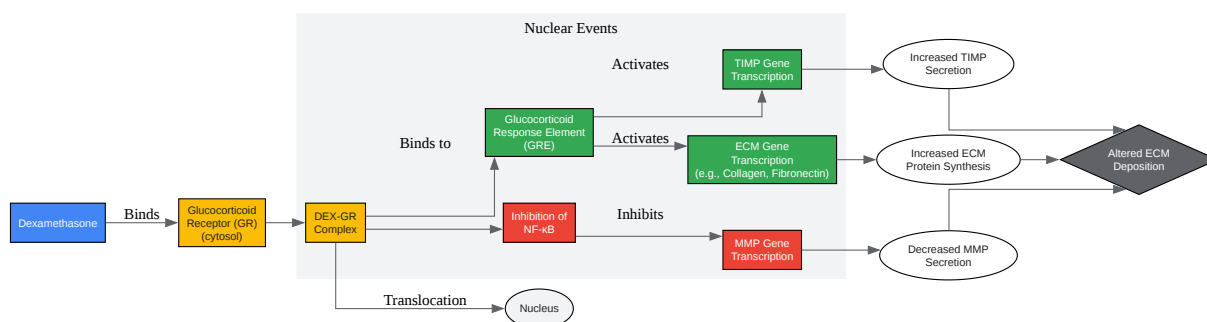 Nuclear Events
Activates
TIMP Gene
Transcription
Increased TIMP
Secretion
Binds to
Glucocorticoid
Response Element
(GRE)
Activates
ECM Gene
Transcription
(e.g., Collagen, Fibronectin)
Increased ECM
Protein Synthesis
Altered ECM
Deposition
Dexamethasone
Binds
Glucocorticoid
Receptor (GR)
(cytosol)
DEX-GR
Complex
Inhibition of
NF-κB
Inhibits
MMP Gene
Transcription
Decreased MMP
Secretion
Translocation
Nucleus